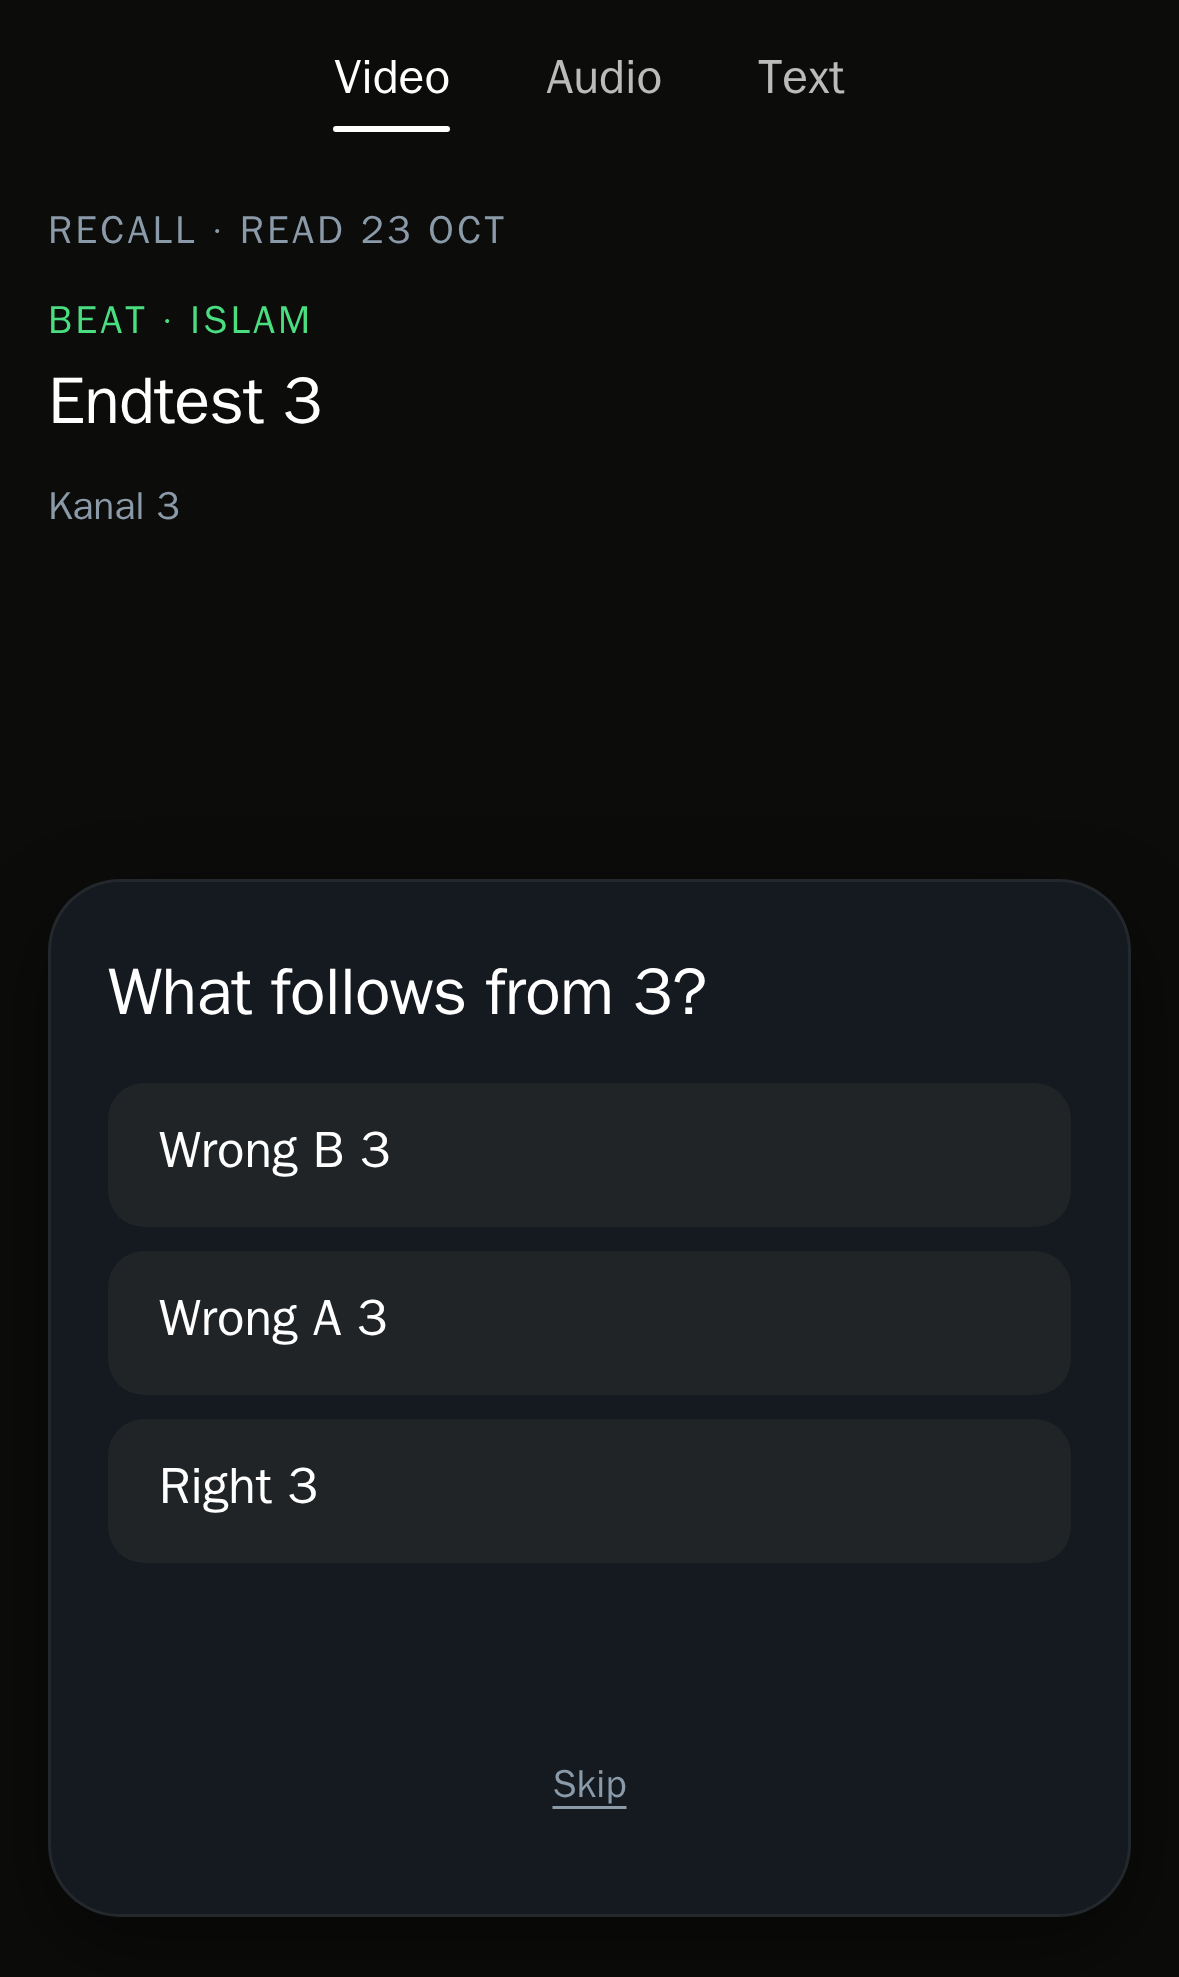 Video Audio Text
RECALL · READ 23 OCT
BEAT · ISLAM
Endtest 3
Kanal 3
What follows from 3?
Wrong B 3
Wrong A 3
Right 3
Skip